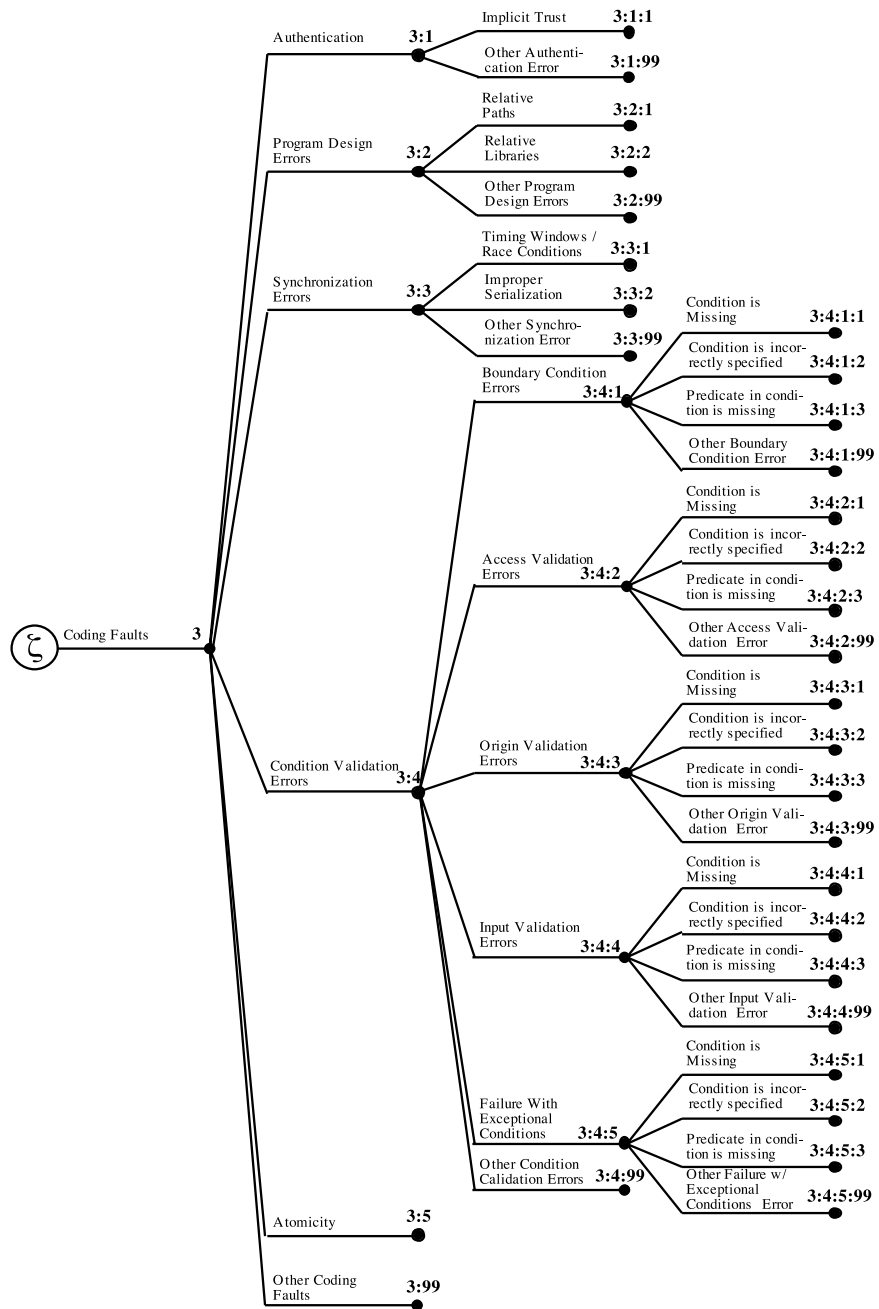 Implicit Trust 3:1:1
Authentication 3:1
Other Authenti-
cation Error 3:1:99
Relative
Paths 3:2:1
Program Design
Errors 3:2
Relative
Libraries 3:2:2
Other Program
Design Errors 3:2:99
Timing Windows /
Race Conditions 3:3:1
Synchronization
Errors 3:3
Improper
Serialization 3:3:2
Other Synchro-
nization Error 3:3:99
Boundary Condition
Errors 3:4:1
Condition is
Missing 3:4:1:1
Condition is incor-
rectly specified 3:4:1:2
Predicate in condi-
tion is missing 3:4:1:3
Other Boundary
Condition Error 3:4:1:99
Access Validation
Errors 3:4:2
Condition is
Missing 3:4:2:1
Condition is incor-
rectly specified 3:4:2:2
Predicate in condi-
tion is missing 3:4:2:3
Other Access Vali-
dation Error 3:4:2:99
ζ Coding Faults 3
Condition Validation
Errors 3:4
Origin Validation
Errors 3:4:3
Condition is
Missing 3:4:3:1
Condition is incor-
rectly specified 3:4:3:2
Predicate in condi-
tion is missing 3:4:3:3
Other Origin Vali-
dation Error 3:4:3:99
Input Validation
Errors 3:4:4
Condition is
Missing 3:4:4:1
Condition is incor-
rectly specified 3:4:4:2
Predicate in condi-
tion is missing 3:4:4:3
Other Input Vali-
dation Error 3:4:4:99
Failure With
Exceptional
Conditions 3:4:5
Condition is
Missing 3:4:5:1
Condition is incor-
rectly specified 3:4:5:2
Predicate in condi-
tion is missing 3:4:5:3
Other Failure w/
Exceptional
Conditions Error 3:4:5:99
Other Condition
Calidation Errors 3:4:99
Atomicity 3:5
Other Coding
Faults 3:99